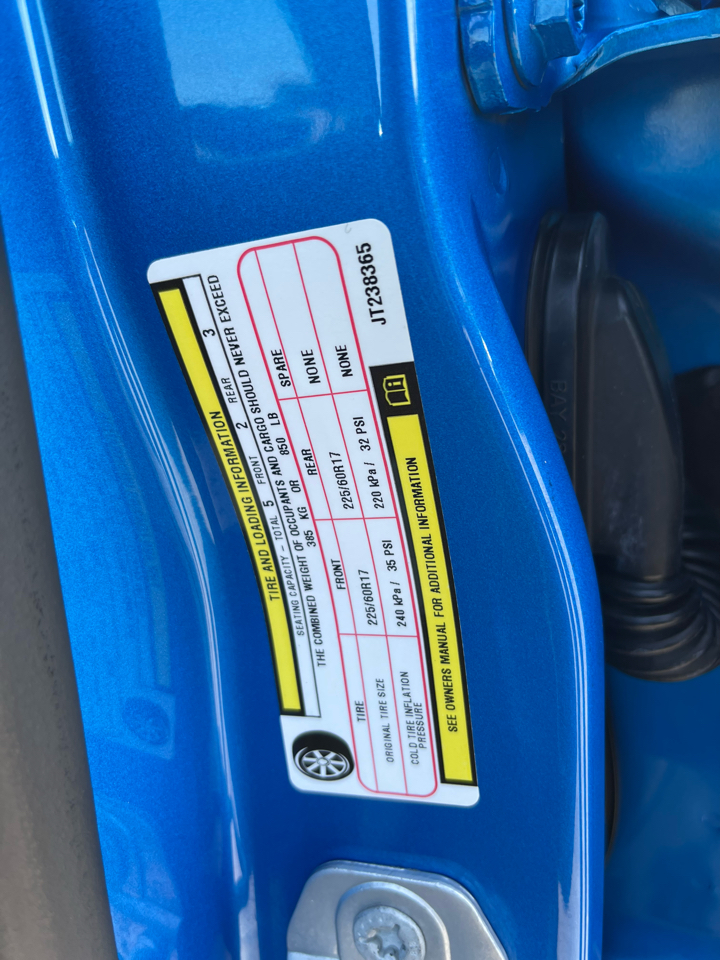 TIRE AND LOADING INFORMATION
SEATING CAPACITY - TOTAL 5 FRONT 2 REAR 3
THE COMBINED WEIGHT OF OCCUPANTS AND CARGO SHOULD NEVER EXCEED
385 KG OR 850 LB
TIRE FRONT REAR SPARE
ORIGINAL TIRE SIZE 225/60R17 225/60R17 NONE
COLD TIRE INFLATION PRESSURE 240 kPa / 35 PSI 220 kPa / 32 PSI NONE
SEE OWNERS MANUAL FOR ADDITIONAL INFORMATION
JT238365